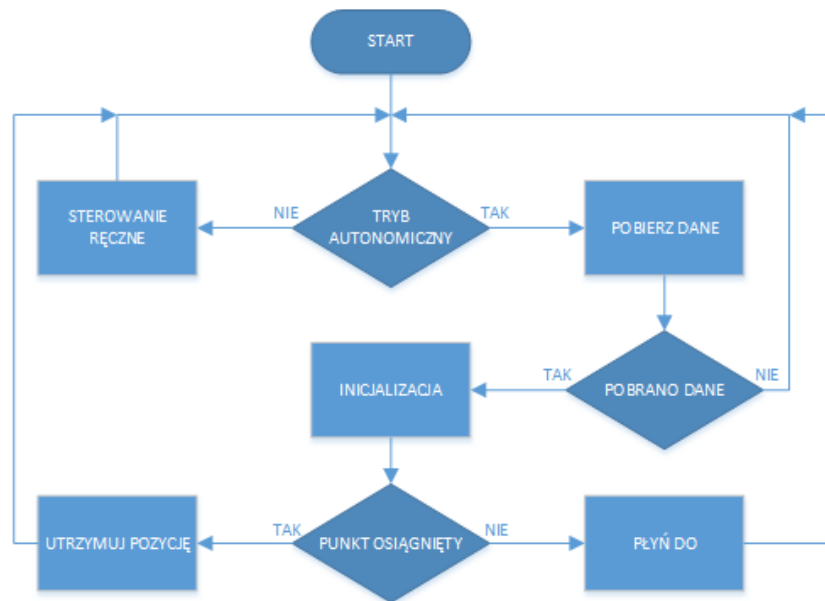 START
NIE
TAK
STEROWANIE
RĘCZNE
TRYB
AUTONOMICZNY
POBIERZ DANE
INICJALIZACJA
TAK
NIE
POBRANO DANE
UTRZYMUJ POZYCJĘ
TAK
PUNKT OSIĄGNIĘTY
NIE
PŁYŃ DO